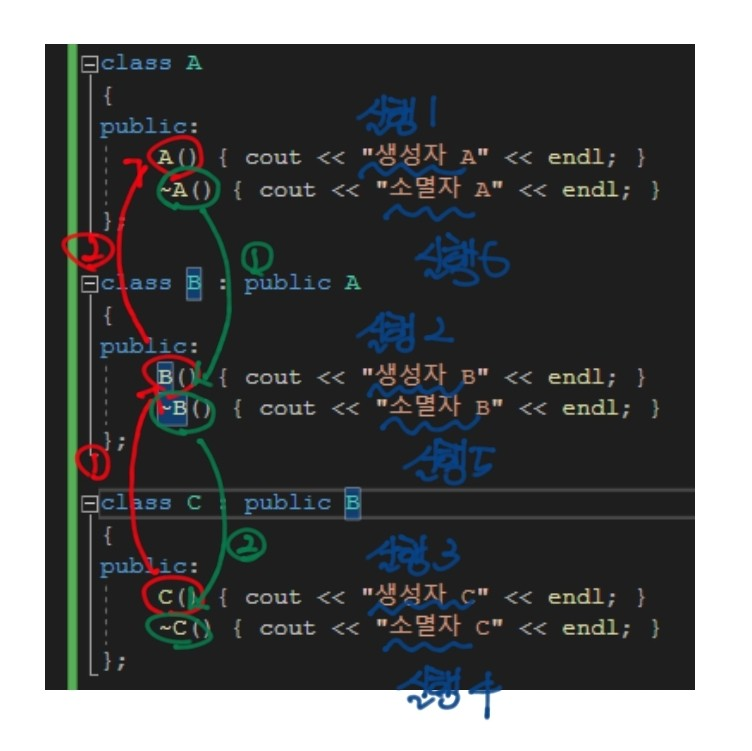 class A
{
public:
실행 1
A() { cout << "생성자 A" << endl; }
~A() { cout << "소멸자 A" << endl; }
};
실행 6
②
①
class B : public A
{
public:
실행 2
B() { cout << "생성자 B" << endl; }
~B() { cout << "소멸자 B" << endl; }
};
실행 5
①
class C : public B
{
②
public:
실행 3
C() { cout << "생성자 C" << endl; }
~C() { cout << "소멸자 C" << endl; }
};
실행 4